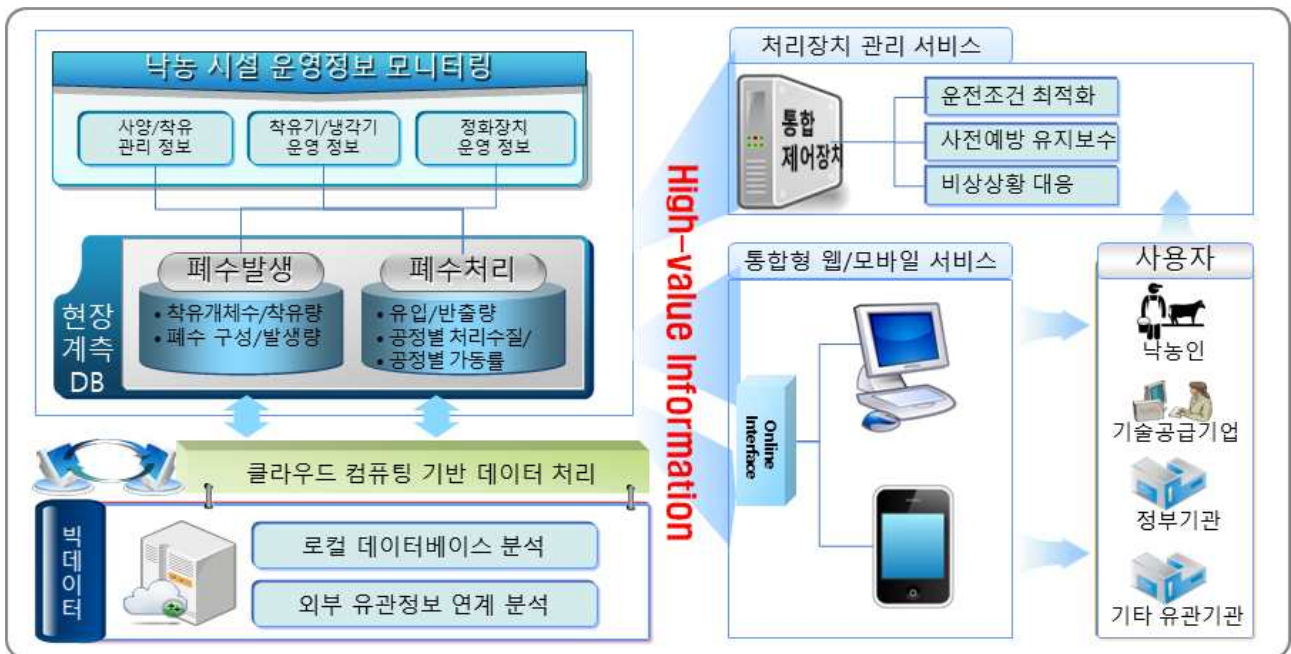 낙농 시설 운영정보 모니터링
사양/착유
관리 정보
착유기/냉각기
운영 정보
정화장치
운영 정보
현장
계측
DB
폐수발생
• 착유개체수/착유량
• 폐수 구성/발생량
폐수처리
• 유입/반출량
• 공정별 처리수질/
• 공정별 가동률
클라우드 컴퓨팅 기반 데이터 처리
빅
데
이
터
로컬 데이터베이스 분석
외부 유관정보 연계 분석
High-value Information
처리장치 관리 서비스
통합
제어장치
운전조건 최적화
사전예방 유지보수
비상상황 대응
통합형 웹/모바일 서비스
Online
Interface
사용자
낙농인
기술공급기업
정부기관
기타 유관기관